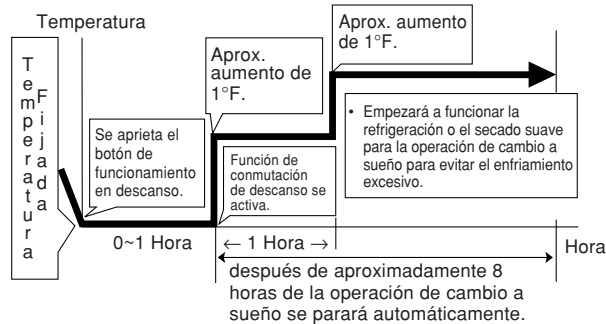 Temperatura
Temperatura
Fijada
Aprox.
aumento de
1°F.
Aprox. aumento
de 1°F.
Se aprieta el
botón de
funcionamiento
en descanso.
Función de
conmutación
de descanso se
activa.
• Empezará a funcionar la
refrigeración o el secado suave
para la operación de cambio a
sueño para evitar el enfriamiento
excesivo.
0~1 Hora
← 1 Hora →
Hora
después de aproximadamente 8
horas de la operación de cambio a
sueño se parará automáticamente.